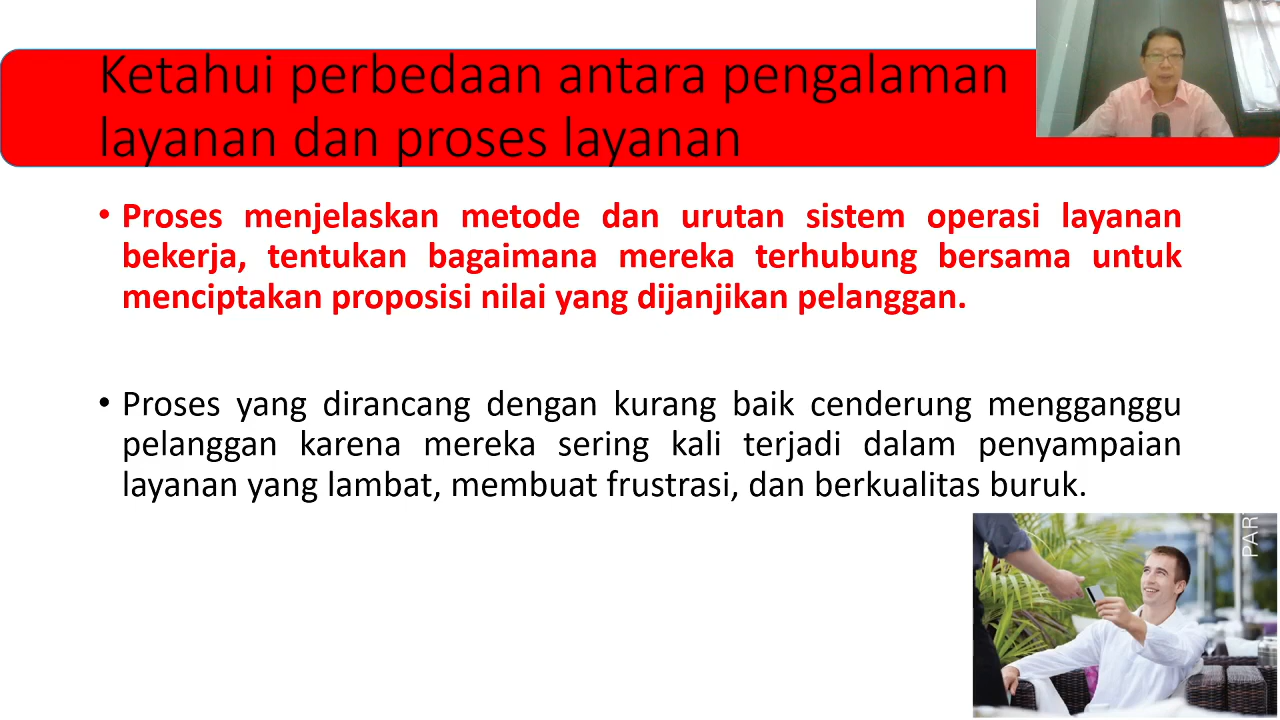 Ketahui perbedaan antara pengalaman
layanan dan proses layanan
• Proses menjelaskan metode dan urutan sistem operasi layanan
bekerja, tentukan bagaimana mereka terhubung bersama untuk
menciptakan proposisi nilai yang dijanjikan pelanggan.
• Proses yang dirancang dengan kurang baik cenderung mengganggu
pelanggan karena mereka sering kali terjadi dalam penyampaian
layanan yang lambat, membuat frustrasi, dan berkualitas buruk.
PAR